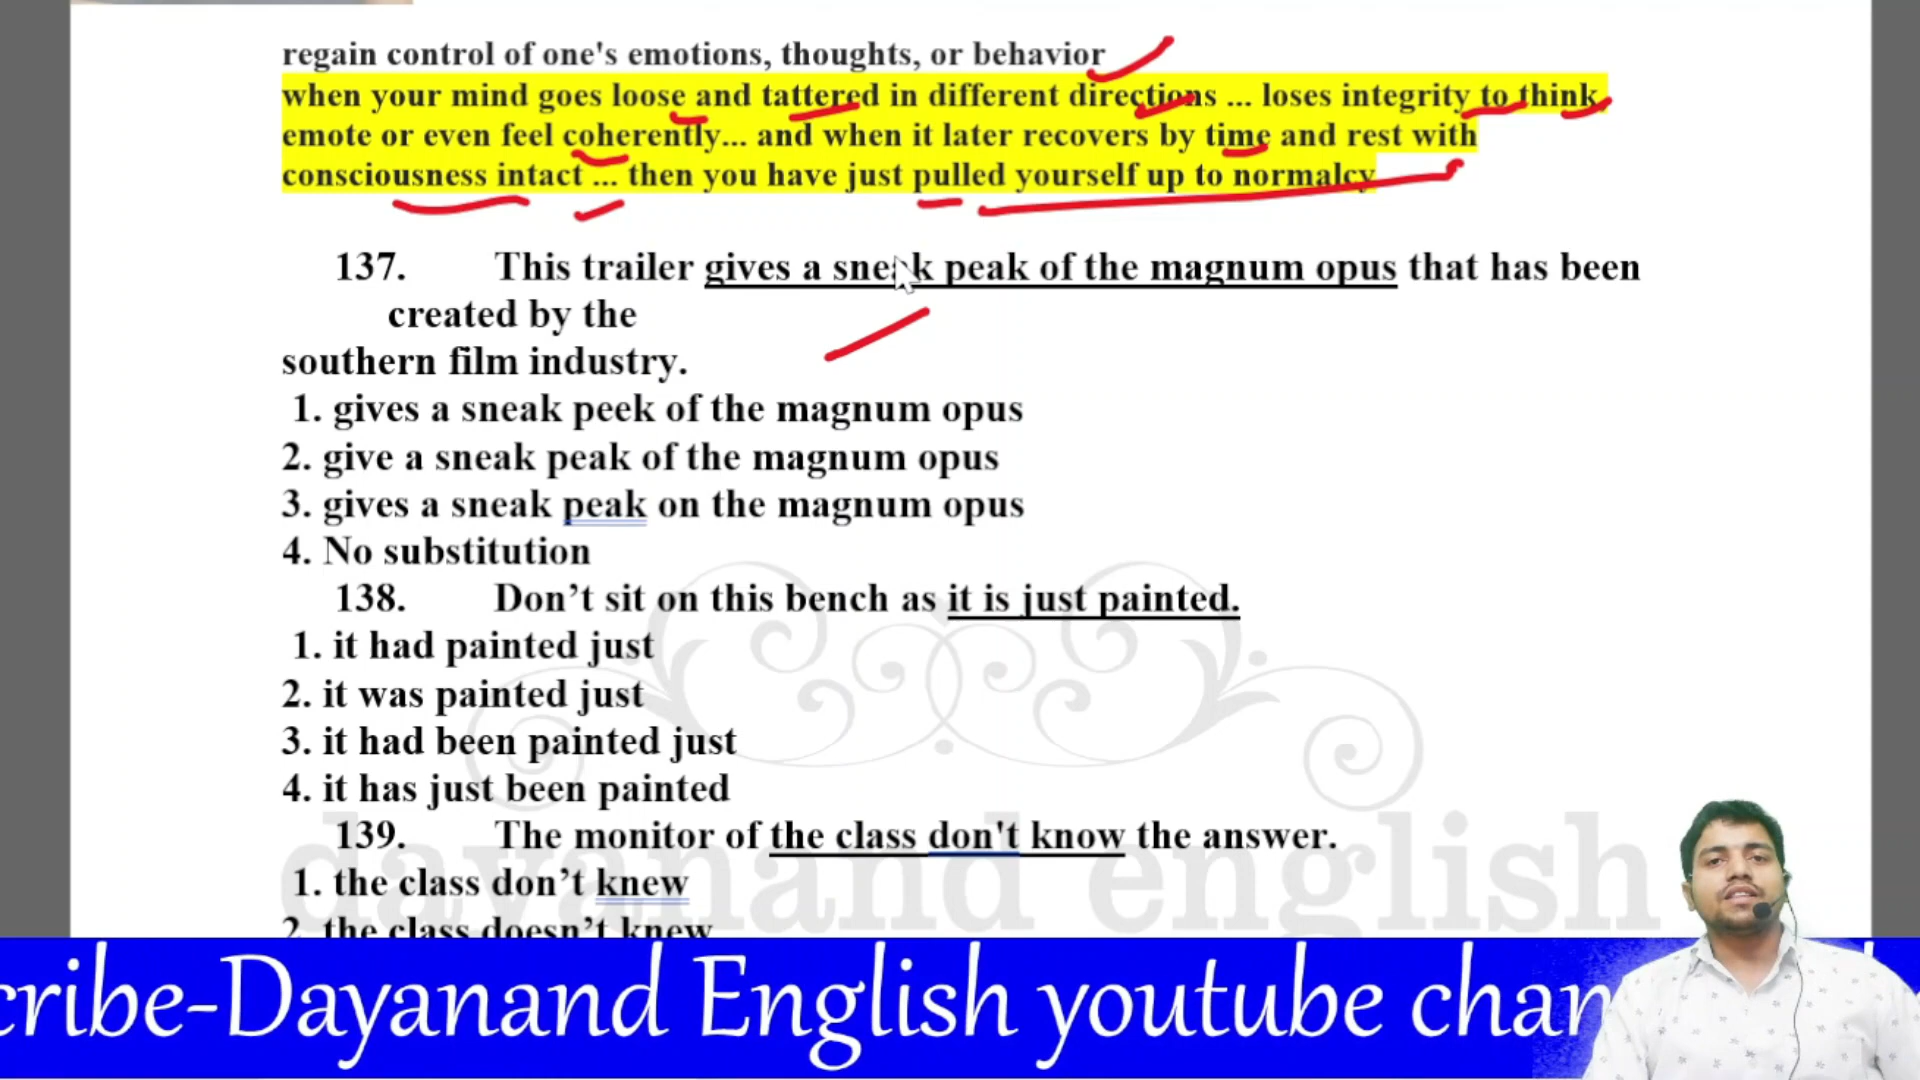 regain control of one's emotions, thoughts, or behavior
when your mind goes loose and tattered in different directions ... loses integrity to think,
emote or even feel coherently... and when it later recovers by time and rest with
consciousness intact ... then you have just pulled yourself up to normalcy
137. This trailer gives a sneak peak of the magnum opus that has been
created by the
southern film industry.
1. gives a sneak peek of the magnum opus
2. give a sneak peak of the magnum opus
3. gives a sneak peak on the magnum opus
4. No substitution
138. Don’t sit on this bench as it is just painted.
1. it had painted just
2. it was painted just
3. it had been painted just
4. it has just been painted
139. The monitor of the class don't know the answer.
1. the class don’t knew
2. the class doesn’t knew
dayanand english
cribe-Dayanand English youtube chan